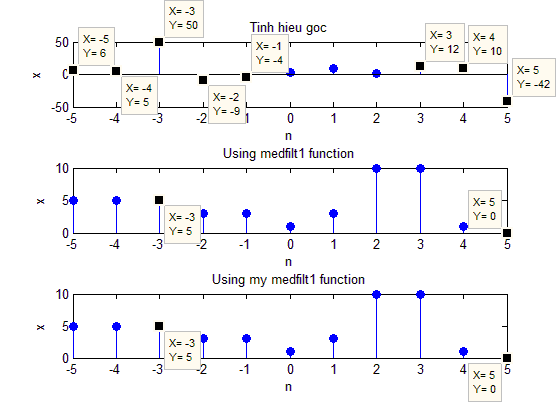 Tinh hieu goc
X= -5
Y= 6
X= -4
Y= 5
X= -3
Y= 50
X= -2
Y= -9
X= -1
Y= -4
X= 3
Y= 12
X= 4
Y= 10
X= 5
Y= -42
50
0
-50
x
-5 -4 -3 -2 -1 0 1 2 3 4 5
n
Using medfilt1 function
10
5
0
x
X= -3
Y= 5
X= 5
Y= 0
-5 -4 -3 -2 -1 0 1 2 3 4 5
n
Using my medfilt1 function
10
5
0
x
X= -3
Y= 5
X= 5
Y= 0
-5 -4 -3 -2 -1 0 1 2 3 4 5
n